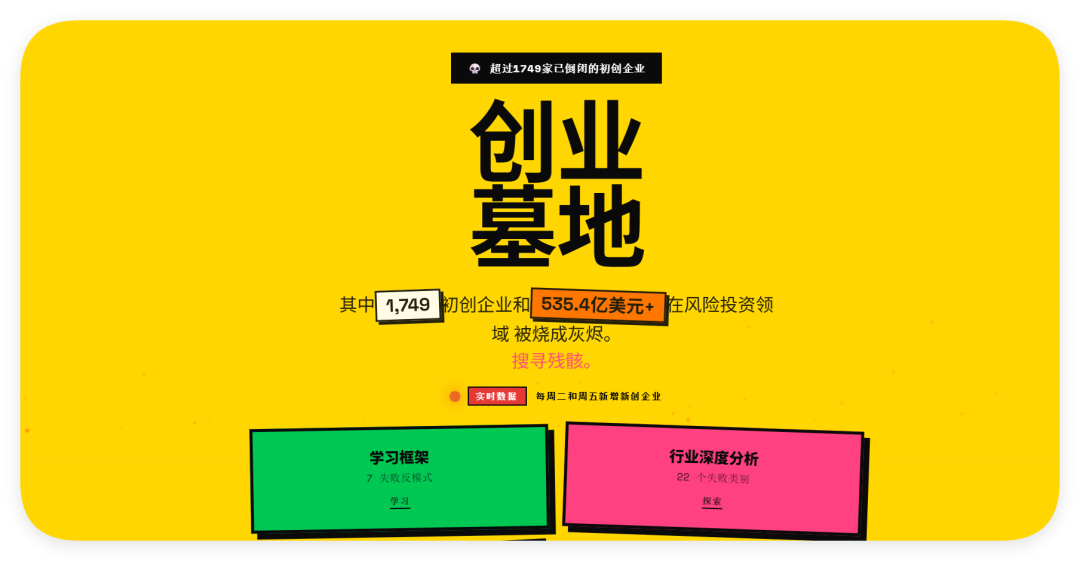 超过1749家已倒闭的初创企业
创业
墓地
其中 1,749 初创企业和 535.4亿美元+ 在风险投资领
域 被烧成灰烬。
搜寻残骸。
实时数据 每周二和周五新增新创企业
学习框架
7 失败反模式
学习
行业深度分析
22 个失败类别
探索